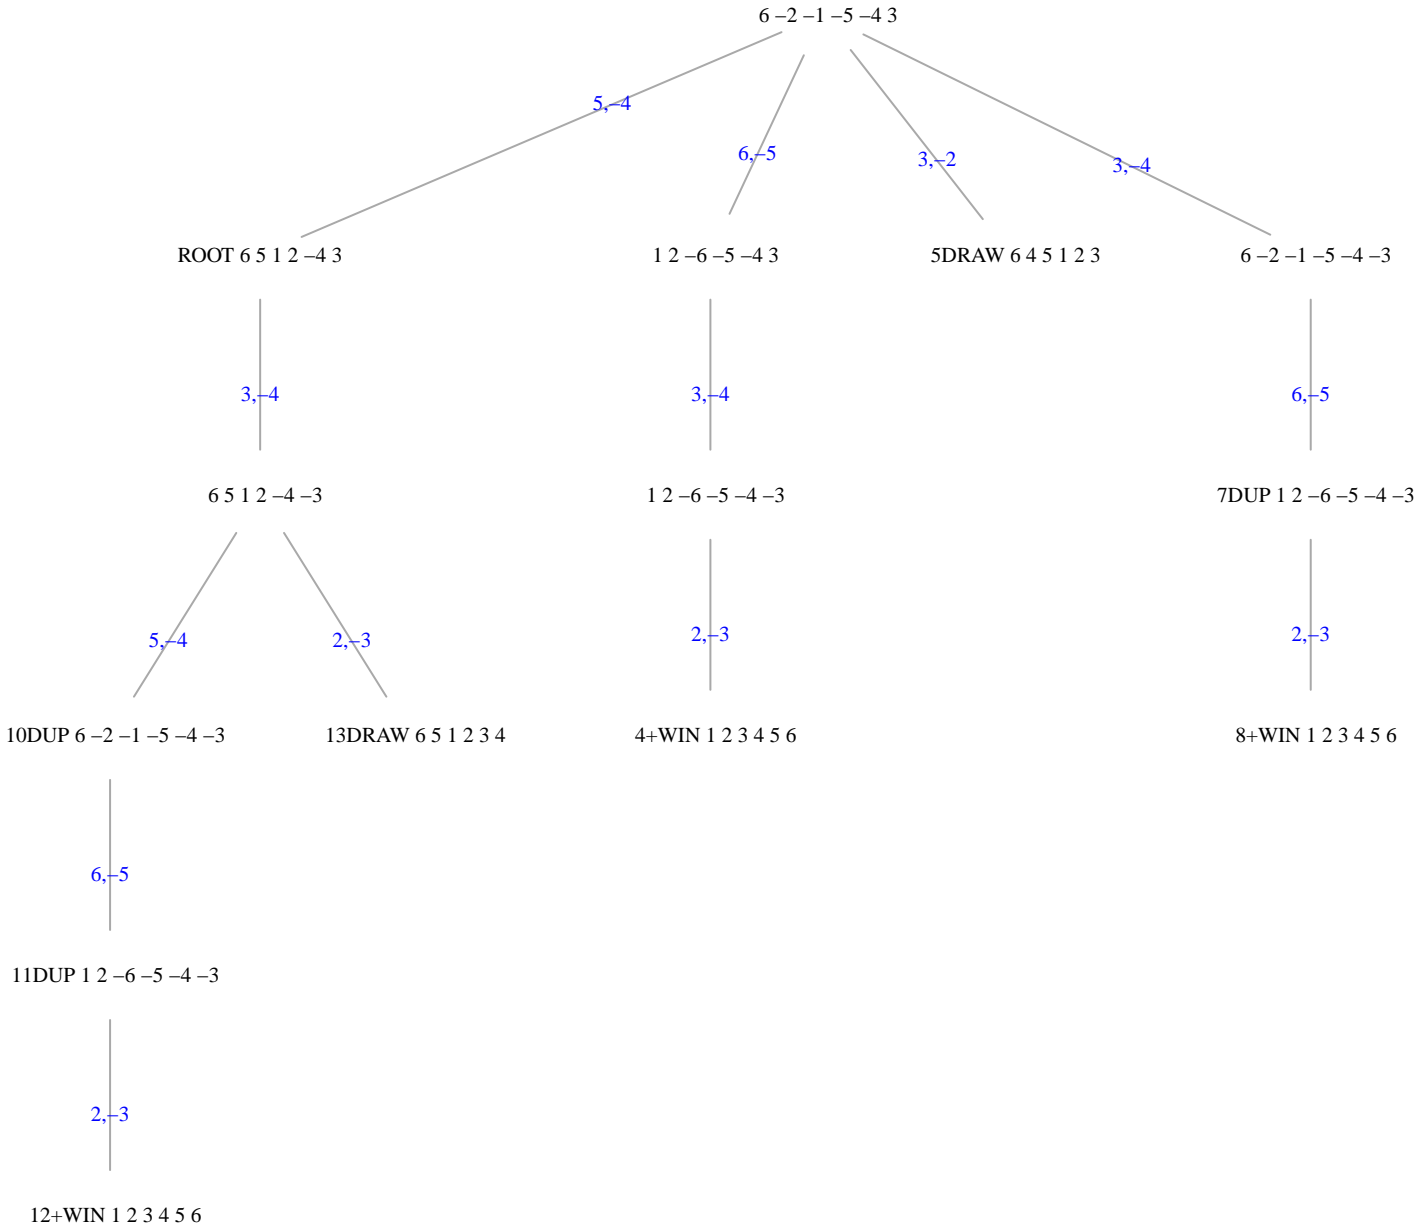 6 –2 –1 –5 –4 3
5,–4
6,–5
3,–2
3,–4
ROOT 6 5 1 2 –4 3
1 2 –6 –5 –4 3
5DRAW 6 4 5 1 2 3
6 –2 –1 –5 –4 –3
3,–4
3,–4
6,–5
6 5 1 2 –4 –3
1 2 –6 –5 –4 –3
7DUP 1 2 –6 –5 –4 –3
5,–4
2,–3
2,–3
2,–3
10DUP 6 –2 –1 –5 –4 –3
13DRAW 6 5 1 2 3 4
4+WIN 1 2 3 4 5 6
8+WIN 1 2 3 4 5 6
6,–5
11DUP 1 2 –6 –5 –4 –3
2,–3
12+WIN 1 2 3 4 5 6